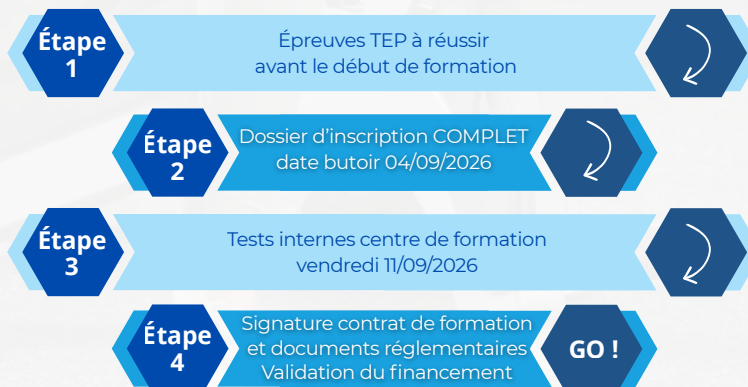 Étape
1
Épreuves TEP à réussir
avant le début de formation
Étape
2
Dossier d’inscription COMPLET
date butoir 04/09/2026
Étape
3
Tests internes centre de formation
vendredi 11/09/2026
Étape
4
Signature contrat de formation
et documents réglementaires
Validation du financement
GO !